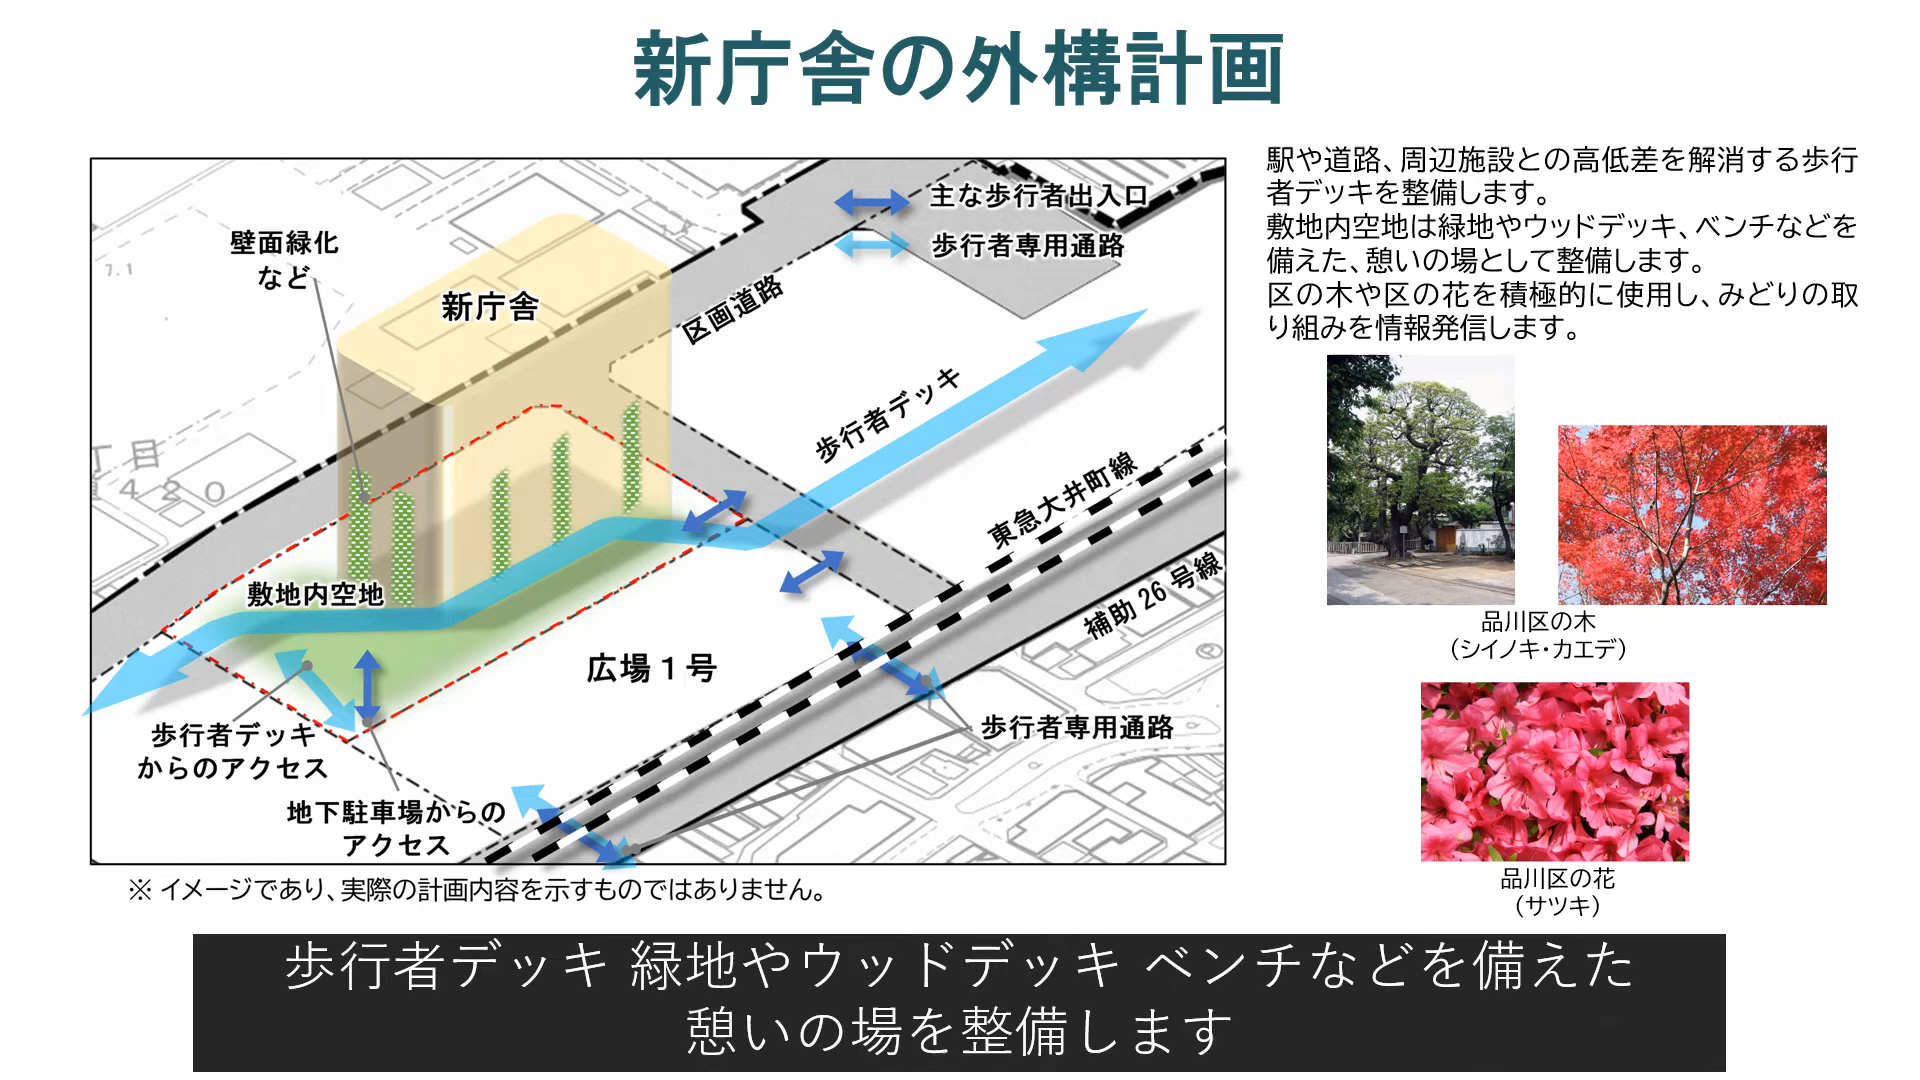 新庁舎の外構計画
駅や道路、周辺施設との高低差を解消する歩行
者デッキを整備します。
敷地内空地は緑地やウッドデッキ、ベンチなどを
備えた、憩いの場として整備します。
区の木や区の花を積極的に使用し、みどりの取
り組みを情報発信します。
主な歩行者出入口
歩行者専用通路
壁面緑化
など
7.1
新庁舎
区画道路
歩行者デッキ
丁目
420
東急大井町線
補助26号線
敷地内空地
広場1号
歩行者デッキ
からのアクセス
地下駐車場からの
アクセス
歩行者専用通路
P
※ イメージであり、実際の計画内容を示すものではありません。
品川区の木
（シイノキ・カエデ）
品川区の花
（サツキ）
歩行者デッキ 緑地やウッドデッキ ベンチなどを備えた
憩いの場を整備します